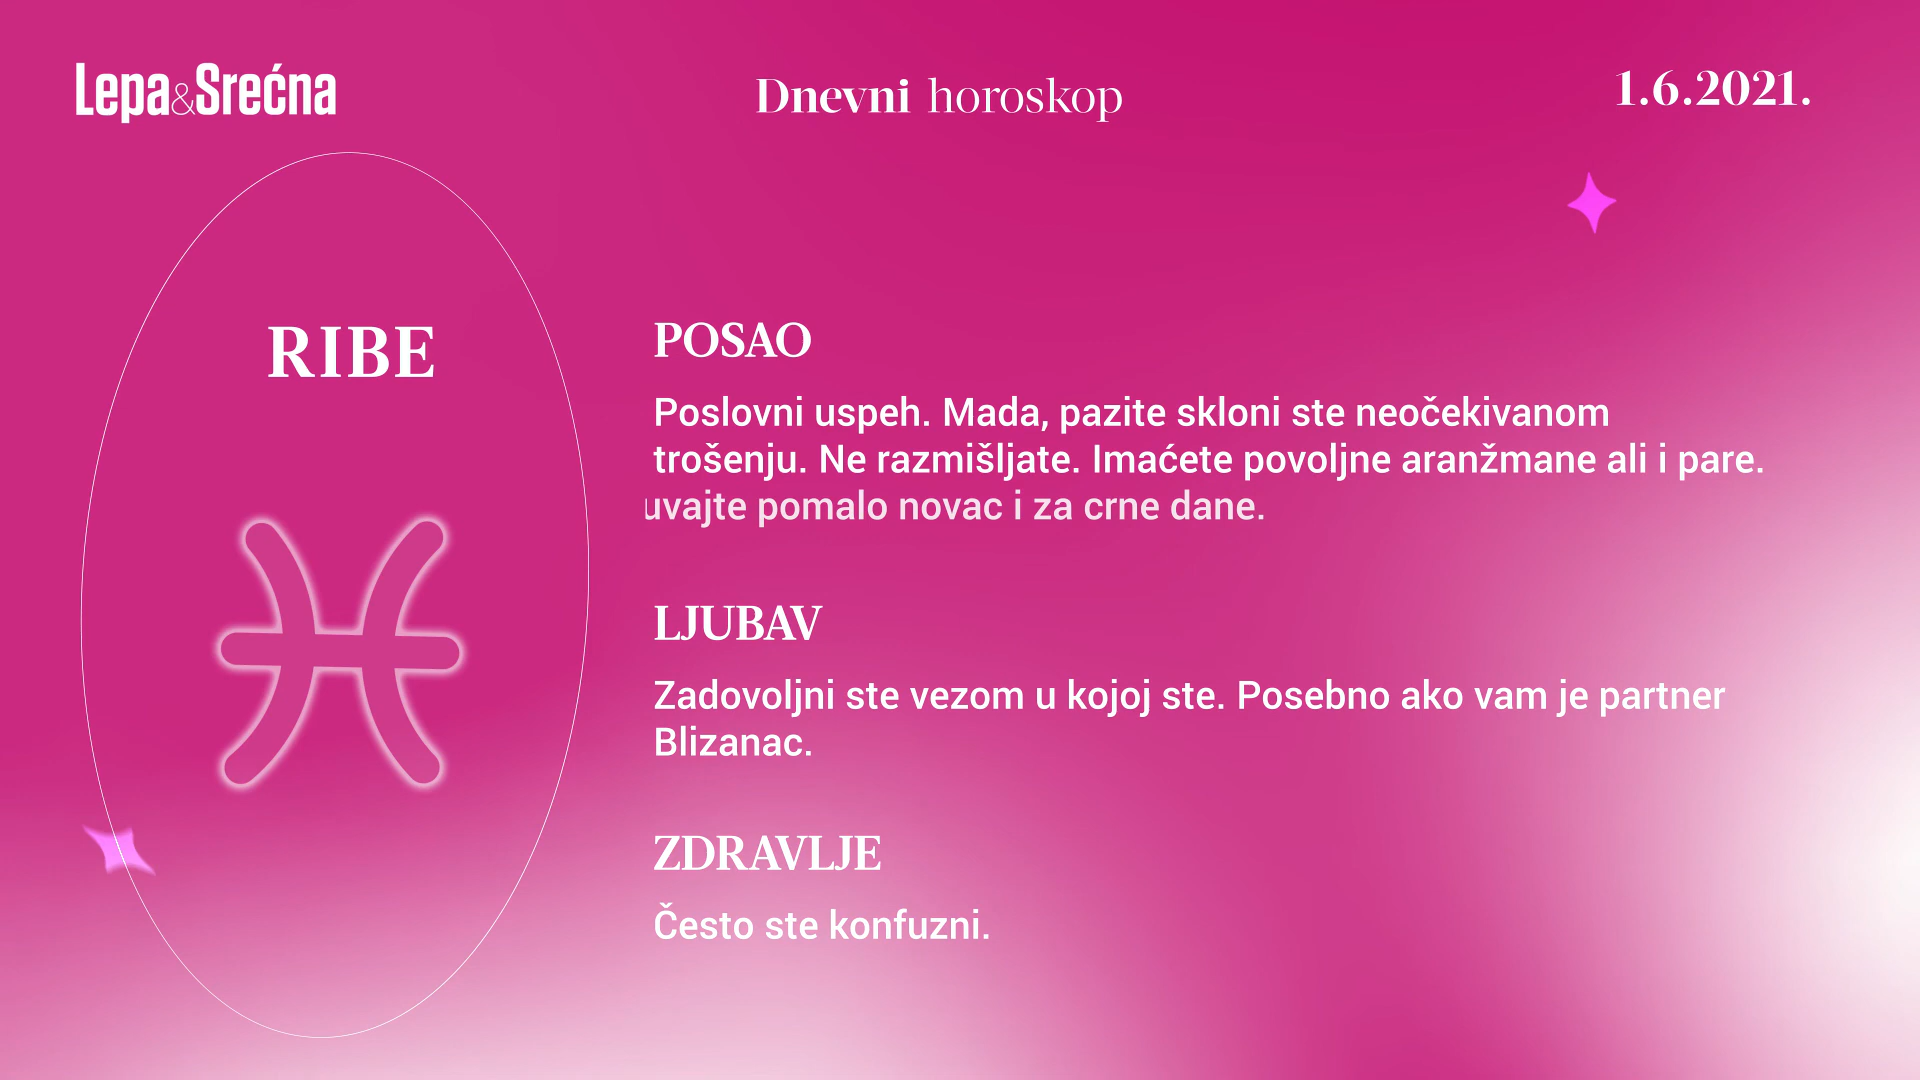 Lepa&Srećna
Dnevni horoskop
1.6.2021.
RIBE
POSAO
Poslovni uspeh. Mada, pazite skloni ste neočekivanom
trošenju. Ne razmišljate. Imaćete povoljne aranžmane ali i pare.
uvajte pomalo novac i za crne dane.
LJUBAV
Zadovoljni ste vezom u kojoj ste. Posebno ako vam je partner
Blizanac.
ZDRAVLJE
Često ste konfuzni.